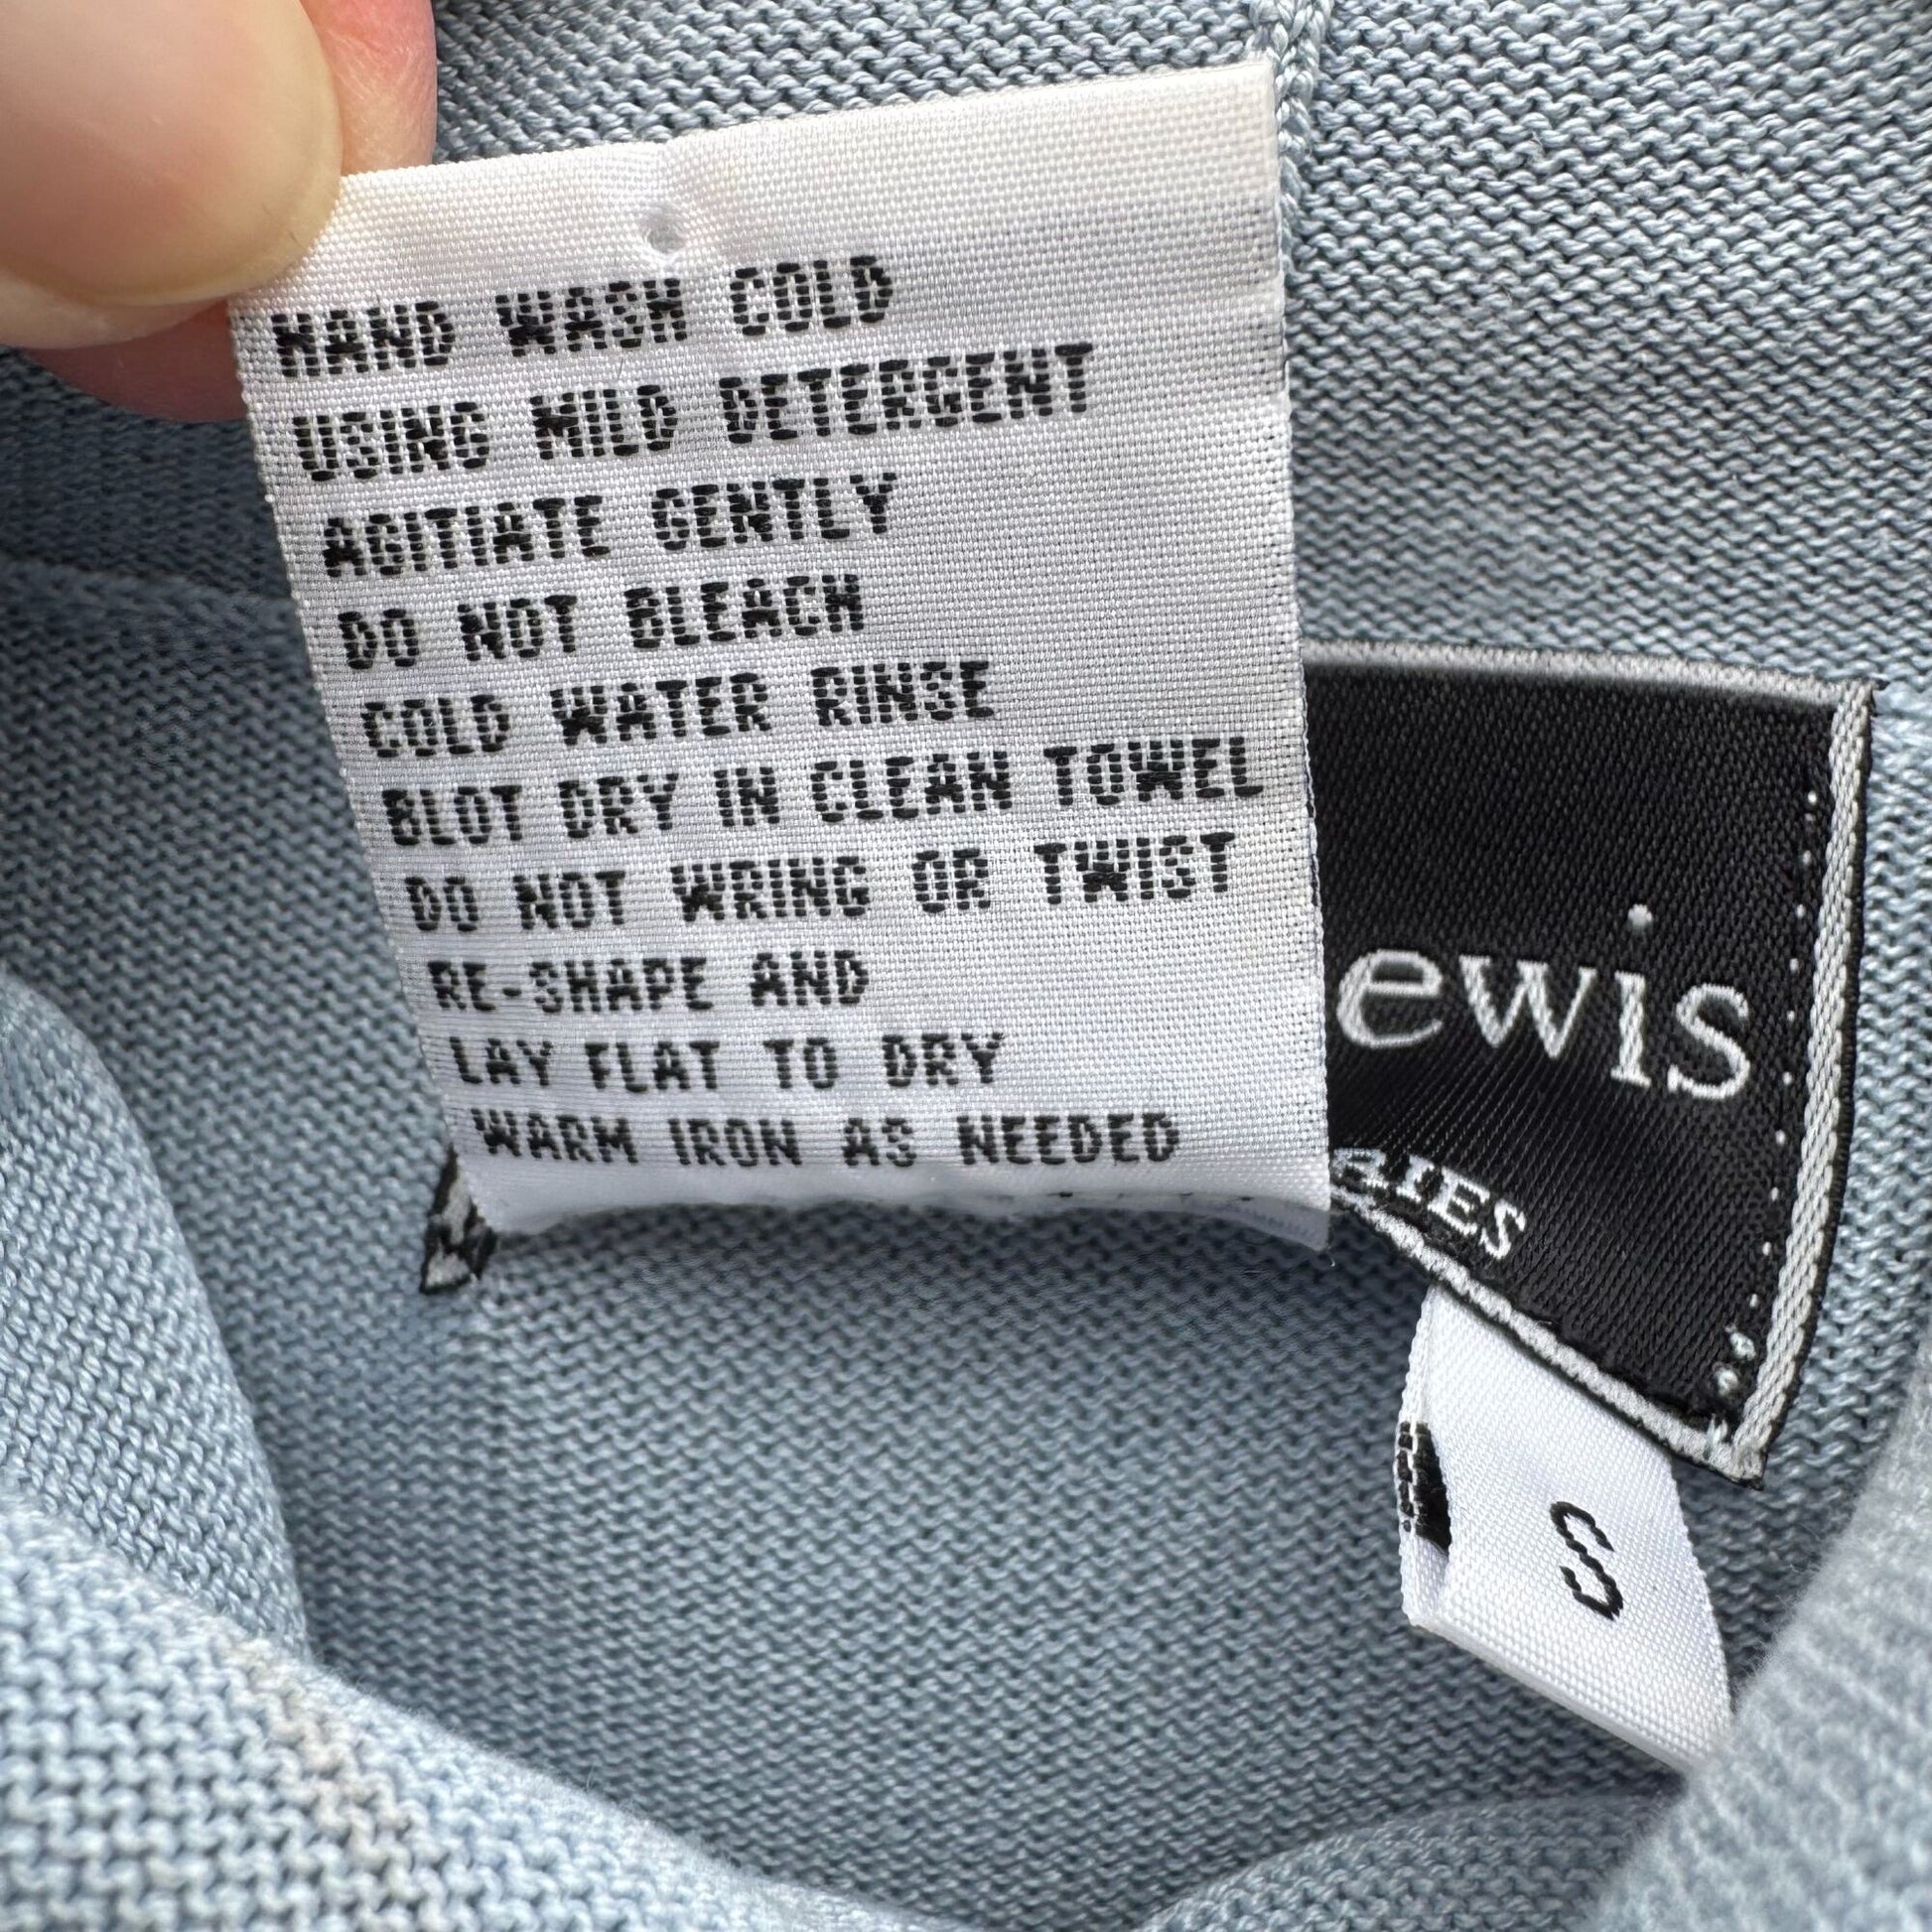 HAND WASH COLD
USING MILD DETERGENT
AGITIATE GENTLY
DO NOT BLEACH
COLD WATER RINSE
BLOT DRY IN CLEAN TOWEL
DO NOT WRING OR TWIST
RE-SHAPE AND
LAY FLAT TO DRY
WARM IRON AS NEEDED
ewis
IES
S